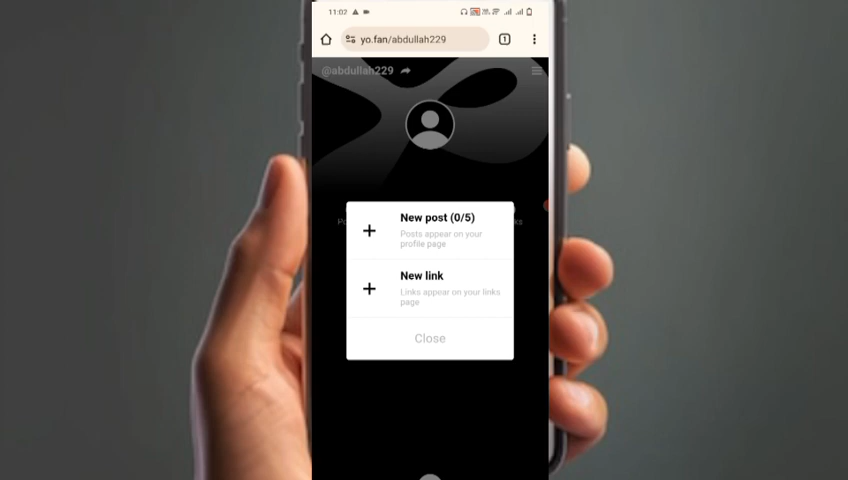 11:02
yo.fan/abdullah229
1
@abdullah229
New post (0/5)
Posts appear on your
profile page
New link
Links appear on your links
page
Close